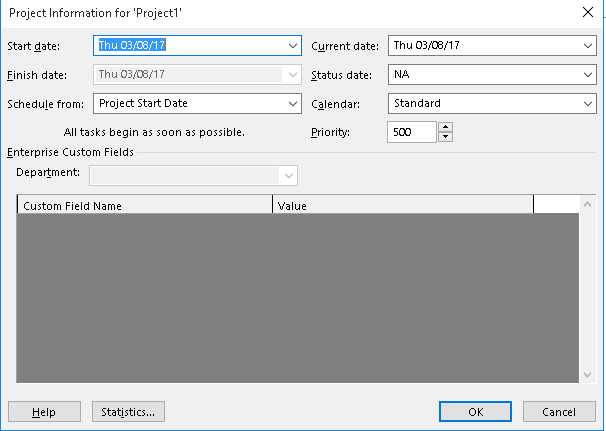 Project Information for 'Project1'
Start date: Thu 03/08/17 Current date: Thu 03/08/17
Finish date: Thu 03/08/17 Status date: NA
Schedule from: Project Start Date Calendar: Standard
All tasks begin as soon as possible. Priority: 500
Enterprise Custom Fields
Department:
Custom Field Name Value
Help Statistics... OK Cancel